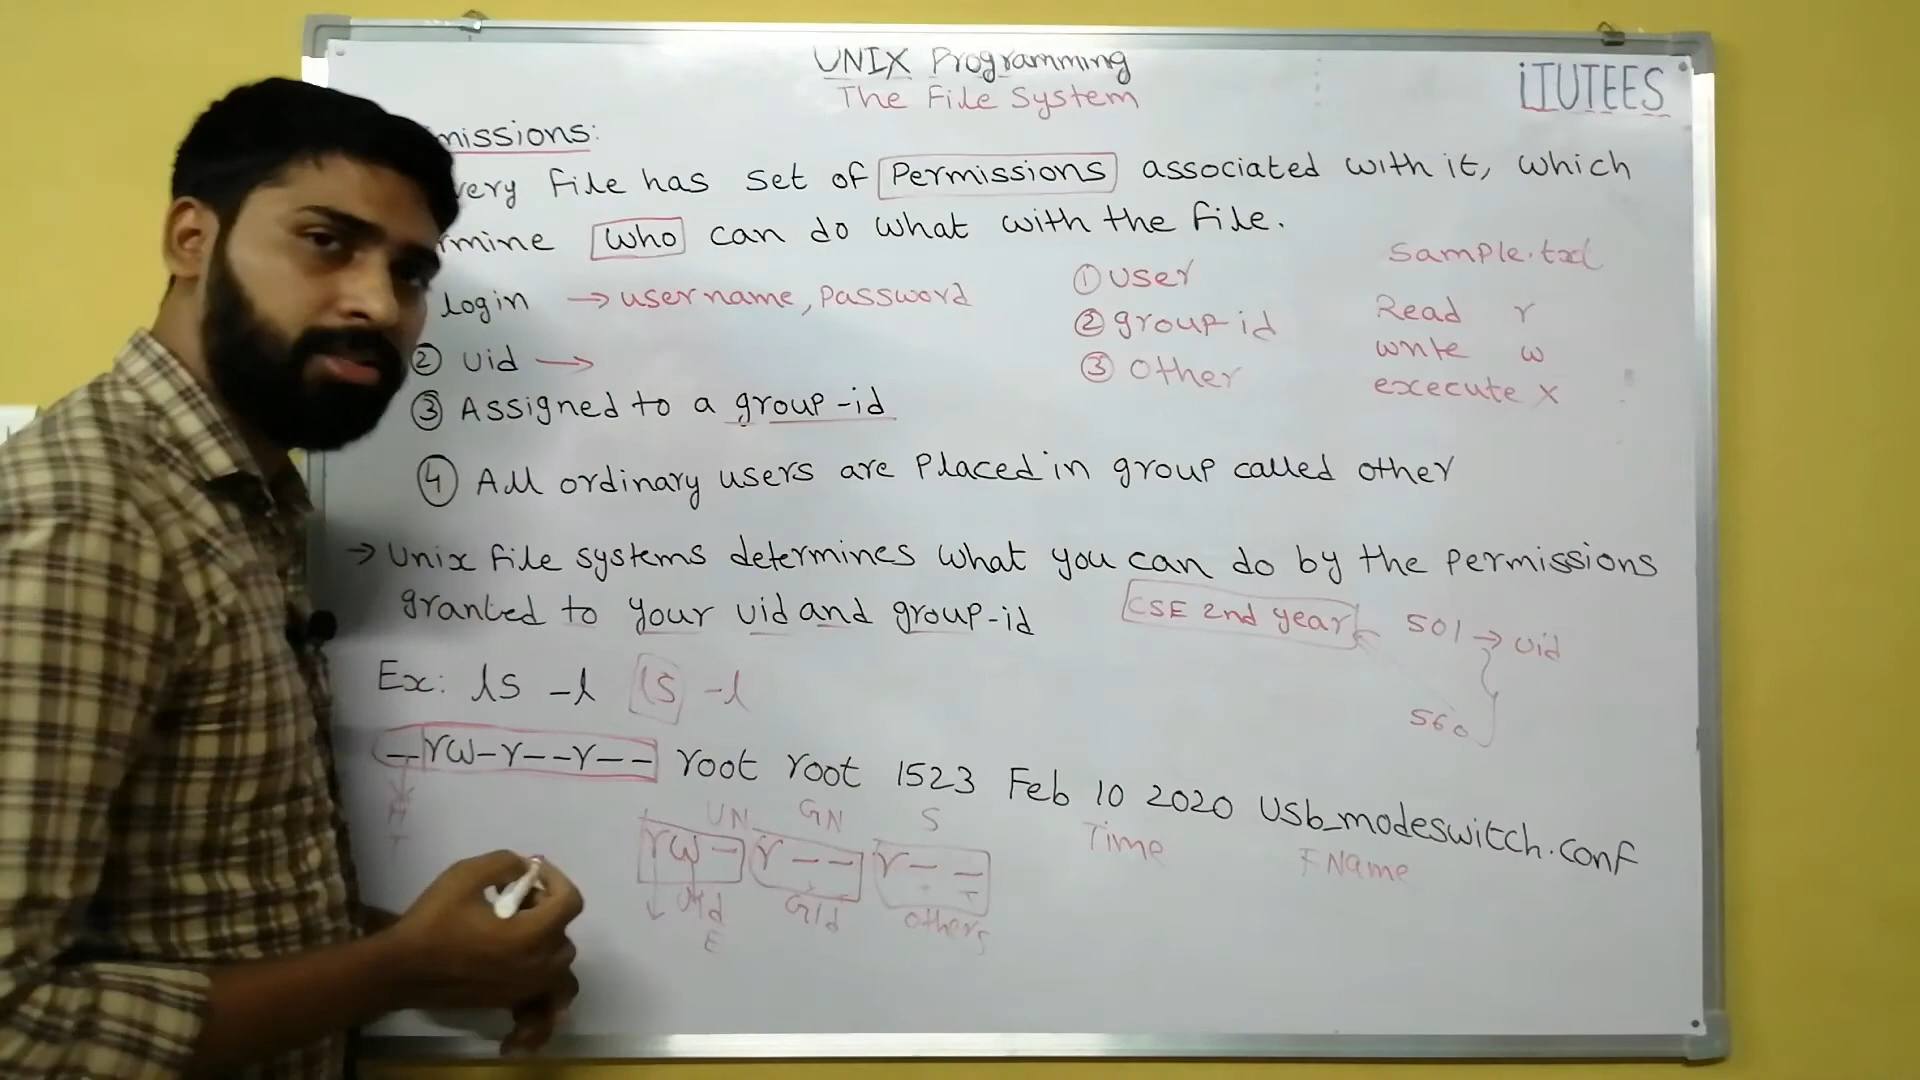 UNIX Programming
The File System
iTUTEES
missions:
very file has set of Permissions associated with it, which
rmine who can do what with the file.
Sample.txt
login → username, Password
① user
② group-id
③ Other
Read r
write w
execute x
② uid →
③ Assigned to a group-id
④ All ordinary users are Placed in group called other
→ Unix file systems determines what you can do by the Permissions
granted to your uid and group-id
CSE 2nd year
501 → uid
560
Ex: ls -l ls -l
-rw-r--r-- root root 1523 Feb 10 2020 usb_modeswitch.conf
UN GN S Time FName
rw- r-- r--
Gid others
E